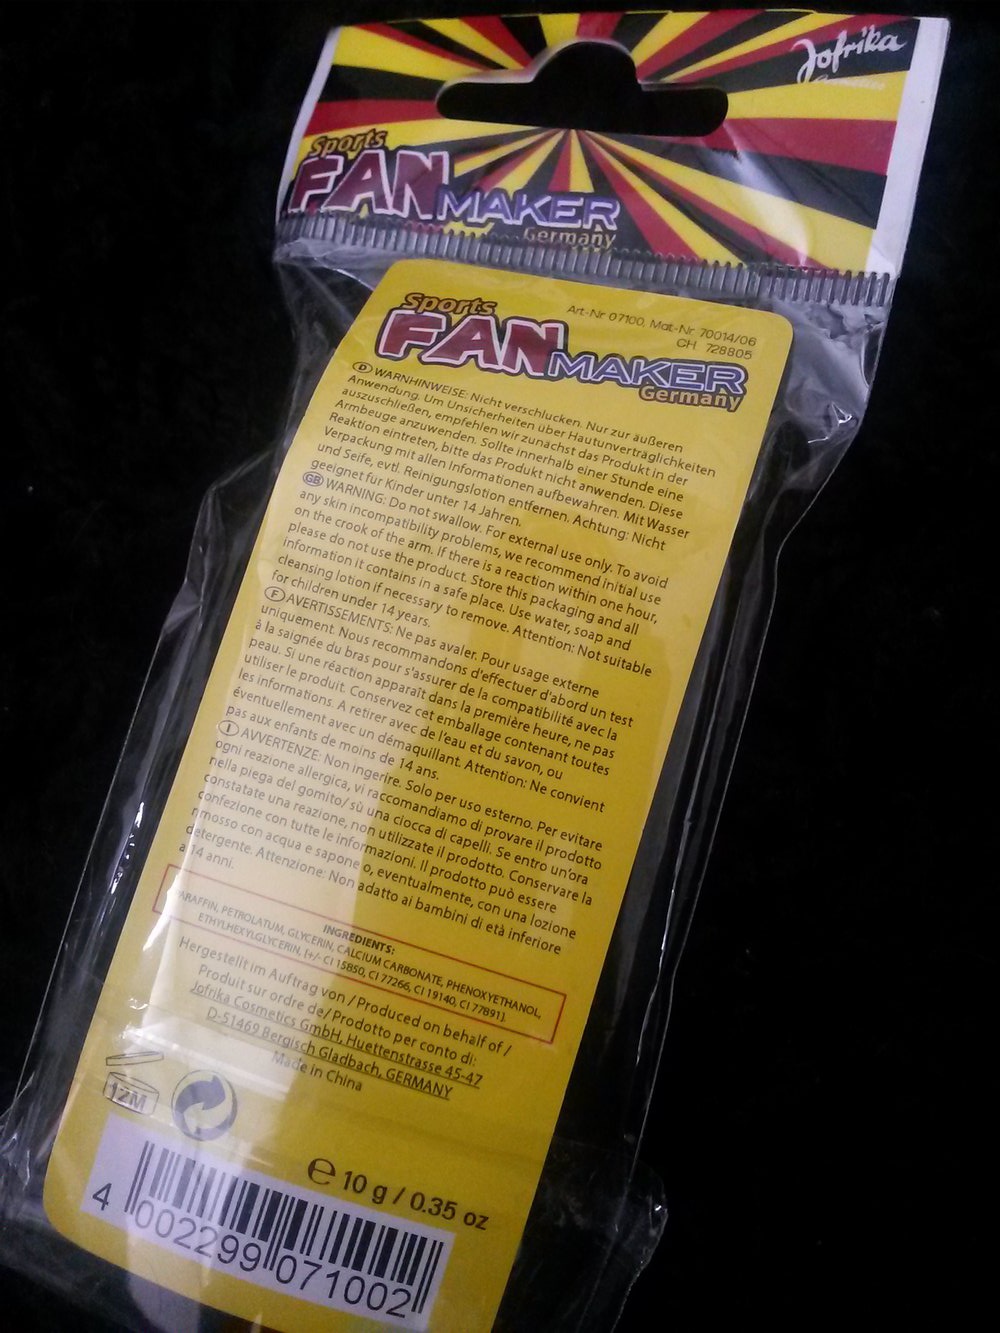 Jofrika
Sports
FAN MAKER
Germany
Sports
FAN MAKER
Germany
Art-Nr 07100, Mat-Nr 70014/06
CH 728805
D WARNHINWEISE: Nicht verschlucken. Nur zur äußeren
Anwendung. Um Unsicherheiten über Hautunverträglichkeiten
auszuschließen, empfehlen wir zunächst das Produkt in der
Armbeuge anzuwenden. Sollte innerhalb einer Stunde eine
Reaktion eintreten, bitte das Produkt nicht anwenden. Diese
Verpackung mit allen Informationen aufbewahren. Mit Wasser
und Seife, evtl. Reinigungslotion entfernen. Achtung: Nicht
geeignet für Kinder unter 14 Jahren.
GB WARNING: Do not swallow. For external use only. To avoid
any skin incompatibility problems, we recommend initial use
on the crook of the arm. If there is a reaction within one hour,
please do not use the product. Store this packaging and all
information it contains in a safe place. Use water, soap and
cleansing lotion if necessary to remove. Attention: Not suitable
for children under 14 years.
F AVERTISSEMENTS: Ne pas avaler. Pour usage externe
uniquement. Nous recommandons d'effectuer d'abord un test
à la saignée du bras pour s'assurer de la compatibilité avec la
peau. Si une réaction apparaît dans la première heure, ne pas
utiliser le produit. Conservez cet emballage contenant toutes
les informations. A retirer avec de l'eau et du savon, ou
éventuellement avec un démaquillant. Attention: Ne convient
pas aux enfants de moins de 14 ans.
I AVVERTENZE: Non ingerire. Solo per uso esterno. Per evitare
ogni reazione allergica, vi raccomandiamo di provare il prodotto
nella piega del gomito/ sù una ciocca di capelli. Se entro un'ora
constatate una reazione, non utilizzate il prodotto. Conservare la
confezione con tutte le informazioni. Il prodotto può essere
rimosso con acqua e sapone o, eventualmente, con una lozione
detergente. Attenzione: Non adatto ai bambini di età inferiore
a 14 anni.
INGREDIENTS:
PARAFFIN, PETROLATUM, GLYCERIN, CALCIUM CARBONATE, PHENOXYETHANOL,
ETHYLHEXYLGLYCERIN, [+/- CI 15850, CI 77266, CI 19140, CI 77891].
Hergestellt im Auftrag von / Produced on behalf of /
Produit sur ordre de/ Prodotto per conto di:
Jofrika Cosmetics GmbH, Huettenstrasse 45-47
D-51469 Bergisch Gladbach, GERMANY
Made in China
12M
e 10 g / 0.35 oz
4 002299 071002